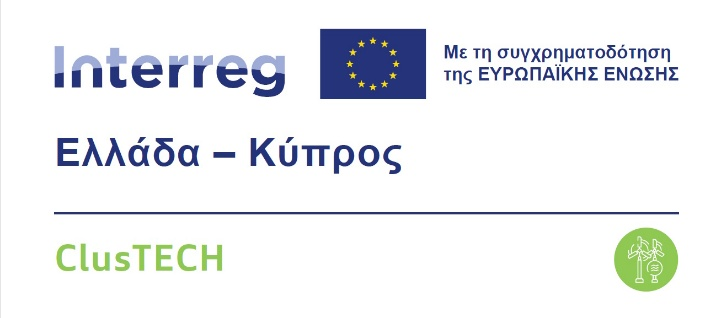 Interreg
Με τη συγχρηματοδότηση
της ΕΥΡΩΠΑΪΚΗΣ ΕΝΩΣΗΣ
Ελλάδα – Κύπρος
ClusTECH